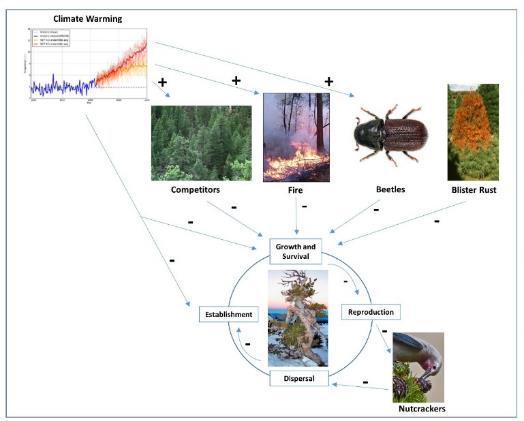 Climate Warming
+
+
+
Competitors
Fire
Beetles
Blister Rust
-
-
-
-
-
-
Growth and
Survival
-
Establishment
Reproduction
-
-
Dispersal
-
Nutcrackers